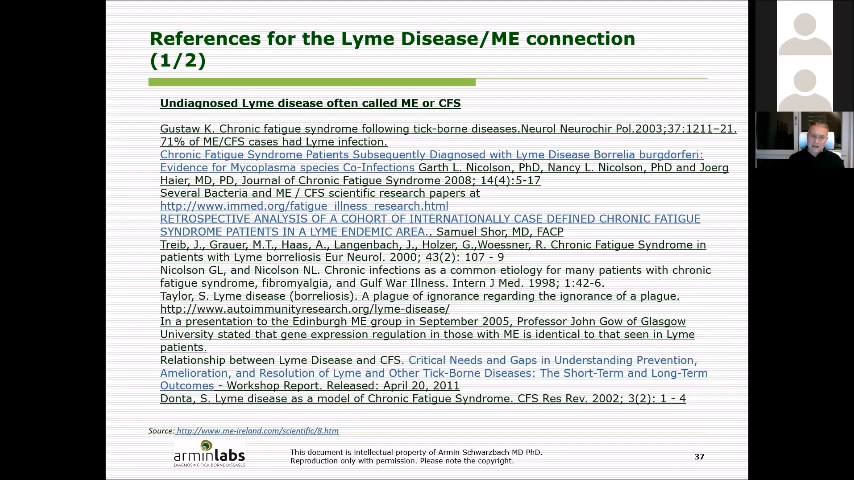 References for the Lyme Disease/ME connection
(1/2)
Undiagnosed Lyme disease often called ME or CFS
Gustaw K. Chronic fatigue syndrome following tick-borne diseases.Neurol Neurochir Pol.2003;37:1211–21.
71% of ME/CFS cases had Lyme infection.
Chronic Fatigue Syndrome Patients Subsequently Diagnosed with Lyme Disease Borrelia burgdorferi:
Evidence for Mycoplasma species Co-Infections Garth L. Nicolson, PhD, Nancy L. Nicolson, PhD and Joerg
Haier, MD, PD, Journal of Chronic Fatigue Syndrome 2008; 14(4):5-17
Several Bacteria and ME / CFS scientific research papers at
http://www.immed.org/fatigue_illness_research.html
RETROSPECTIVE ANALYSIS OF A COHORT OF INTERNATIONALLY CASE DEFINED CHRONIC FATIGUE
SYNDROME PATIENTS IN A LYME ENDEMIC AREA.. Samuel Shor, MD, FACP
Treib, J., Grauer, M.T., Haas, A., Langenbach, J., Holzer, G.,Woessner, R. Chronic Fatigue Syndrome in
patients with Lyme borreliosis Eur Neurol. 2000; 43(2): 107 - 9
Nicolson GL, and Nicolson NL. Chronic infections as a common etiology for many patients with chronic
fatigue syndrome, fibromyalgia, and Gulf War Illness. Intern J Med. 1998; 1:42-6.
Taylor, S. Lyme disease (borreliosis). A plague of ignorance regarding the ignorance of a plague.
http://www.autoimmunityresearch.org/lyme-disease/
In a presentation to the Edinburgh ME group in September 2005, Professor John Gow of Glasgow
University stated that gene expression regulation in those with ME is identical to that seen in Lyme
patients.
Relationship between Lyme Disease and CFS. Critical Needs and Gaps in Understanding Prevention,
Amelioration, and Resolution of Lyme and Other Tick-Borne Diseases: The Short-Term and Long-Term
Outcomes - Workshop Report. Released: April 20, 2011
Donta, S. Lyme disease as a model of Chronic Fatigue Syndrome. CFS Res Rev. 2002; 3(2): 1 - 4
Source: http://www.me-ireland.com/scientific/8.htm
arminlabs
DIAGNOSING TICK-BORNE DISEASES
This document is intellectual property of Armin Schwarzbach MD PhD.
Reproduction only with permission. Please note the copyright.
37